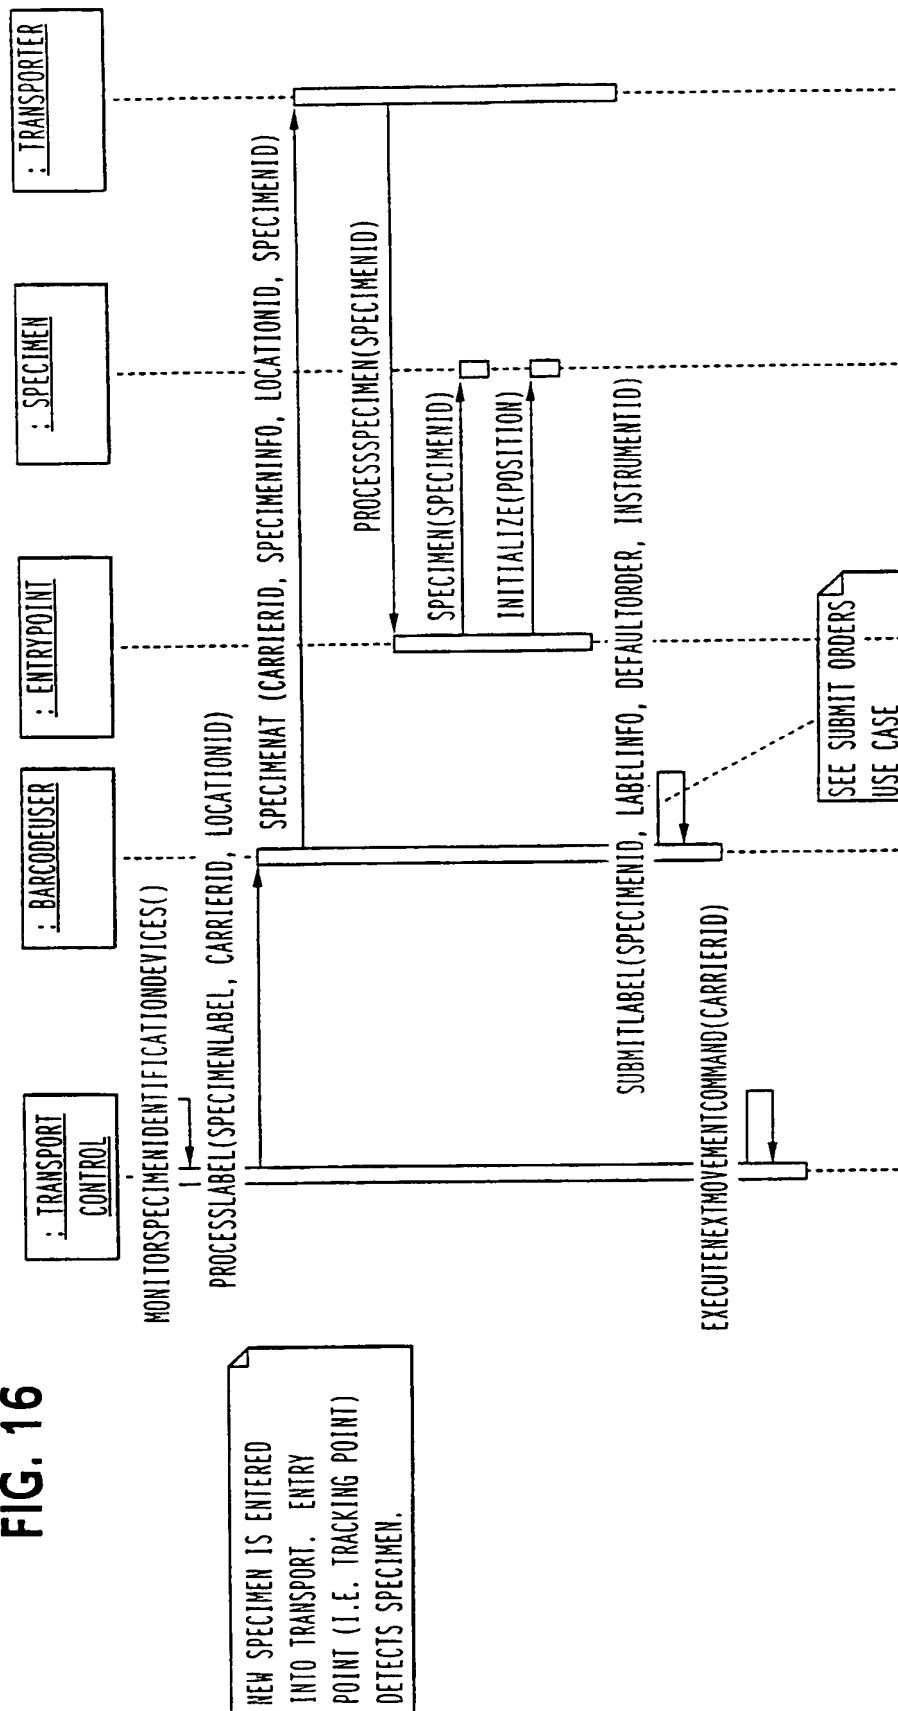 FIG. 16
: TRANSPORT
CONTROL
: BARCODEUSER
: ENTRYPOINT
: SPECIMEN
: TRANSPORTER
MONITORSPECIMENIDENTIFICATIONDEVICES()
PROCESSLABEL(SPECIMENLABEL, CARRIERID, LOCATIONID)
SPECIMENAT (CARRIERID, SPECIMENINFO, LOCATIONID, SPECIMENID)
PROCESSSPECIMEN(SPECIMENID)
SPECIMEN(SPECIMENID)
INITIALIZE(POSITION)
SUBMITLABEL(SPECIMENID, LABELINFO, DEFAULTORDER, INSTRUMENTID)
EXECUTENEXTMOVEMENTCOMMAND(CARRIERID)
NEW SPECIMEN IS ENTERED
INTO TRANSPORT. ENTRY
POINT (I.E. TRACKING POINT)
DETECTS SPECIMEN.
SEE SUBMIT ORDERS
USE CASE